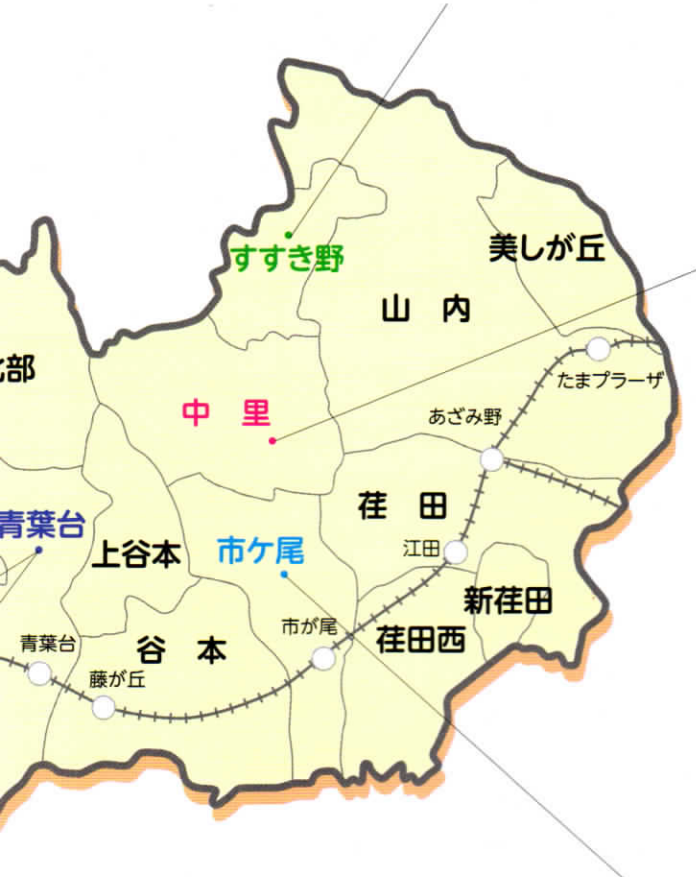 すすき野
美しが丘
山 内
部
たまプラーザ
中 里
あざみ野
荏 田
青葉台
上谷本
市ケ尾
江田
新荏田
青葉台
谷 本
市が尾
荏田西
藤が丘